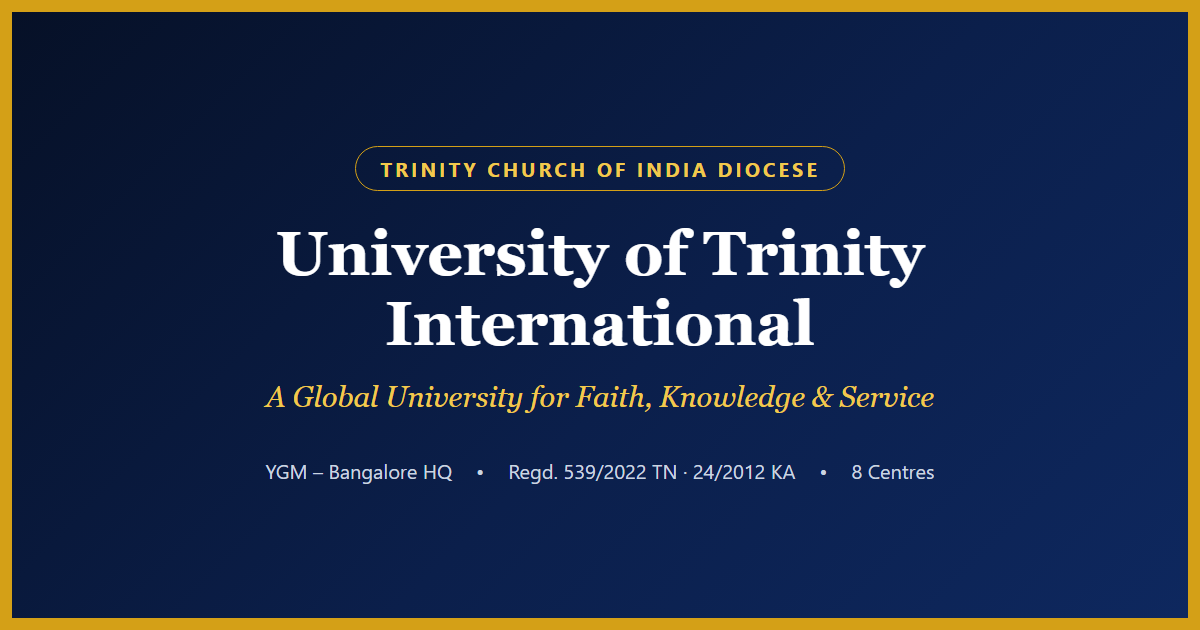 TRINITY CHURCH OF INDIA DIOCESE
University of Trinity
International
A Global University for Faith, Knowledge & Service
YGM – Bangalore HQ • Regd. 539/2022 TN · 24/2012 KA • 8 Centres